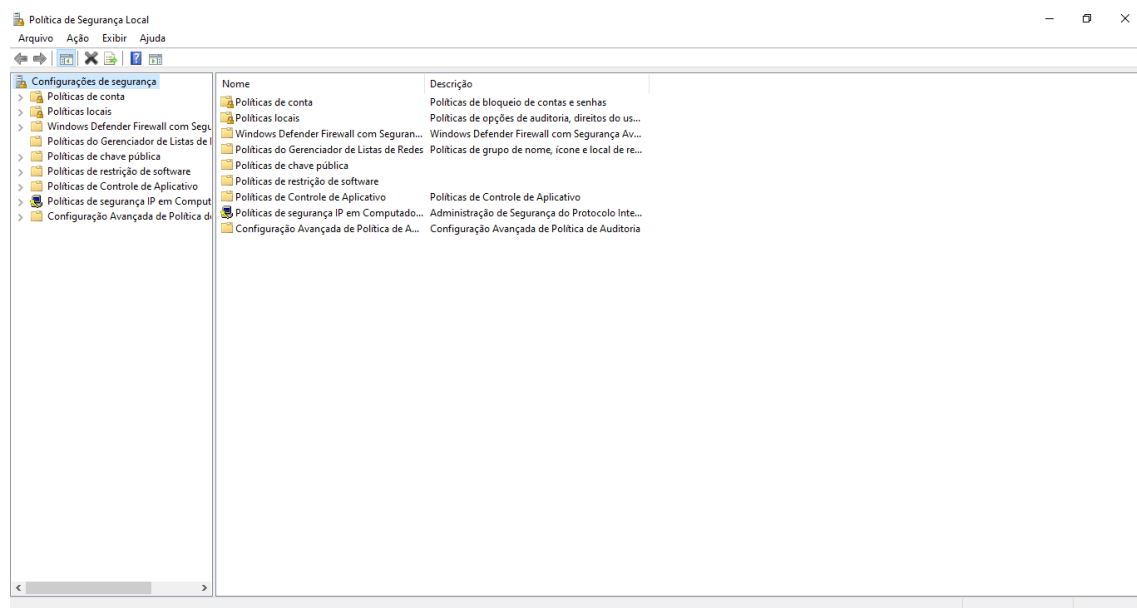 Política de Segurança Local
Arquivo Ação Exibir Ajuda
Configurações de segurança
Políticas de conta
Políticas locais
Windows Defender Firewall com Segu
Políticas do Gerenciador de Listas de
Políticas de chave pública
Políticas de restrição de software
Políticas de Controle de Aplicativo
Políticas de segurança IP em Comput
Configuração Avançada de Política d
Nome Descrição
Políticas de conta Políticas de bloqueio de contas e senhas
Políticas locais Políticas de opções de auditoria, direitos do us...
Windows Defender Firewall com Seguran... Windows Defender Firewall com Segurança Av...
Políticas do Gerenciador de Listas de Redes Políticas de grupo de nome, ícone e local de re...
Políticas de chave pública
Políticas de restrição de software
Políticas de Controle de Aplicativo Políticas de Controle de Aplicativo
Políticas de segurança IP em Computado... Administração de Segurança do Protocolo Inte...
Configuração Avançada de Política de A... Configuração Avançada de Política de Auditoria